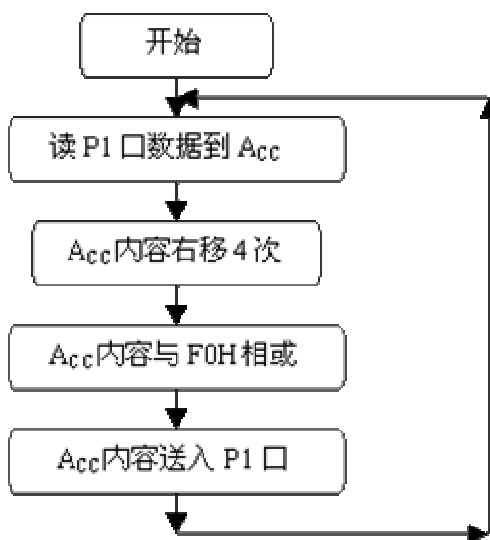 开始
读 P1 口数据到 ACC
ACC内容右移 4 次
ACC内容与 F0H 相或
ACC内容送入 P1 口